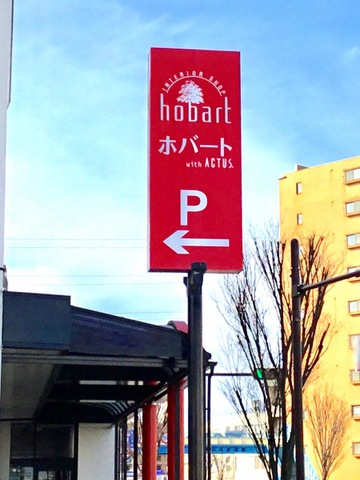 INTERIOR SHOP
hobart
ホバート
with ACTUS.
P